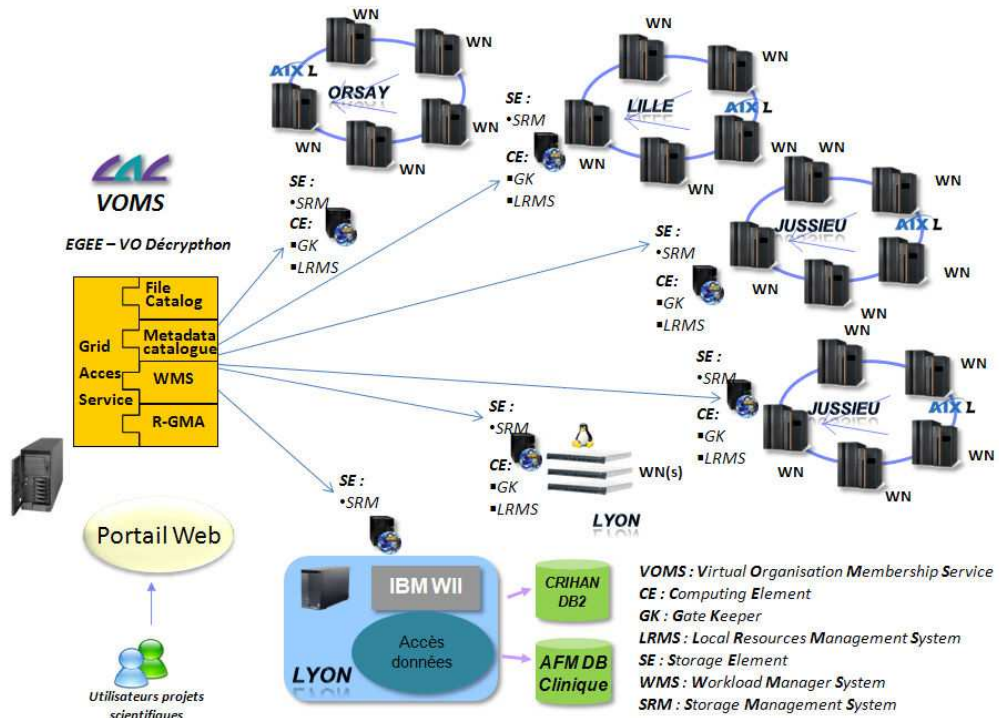 WN
WN
WN
AIX L
ORSAY
WN
WN
WN
WN
WN
SE :
•SRM
LILLE
AIX L
CE:
▪GK
▪LRMS
WN
WN
WN
WN
WN
WN
VOMS
EGEE – VO Décrypthon
SE :
•SRM
CE:
▪GK
▪LRMS
SE :
•SRM
CE:
▪GK
▪LRMS
JUSSIEU
AIX L
WN
WN
WN
File
Catalog
Metadata
catalogue
Grid
Acces
Service
WMS
R-GMA
WN
WN
WN
SE :
•SRM
CE:
▪GK
▪LRMS
JUSSIEU
AIX L
WN
WN
WN
SE :
•SRM
CE:
▪GK
▪LRMS
WN(s)
LYON
SE :
•SRM
Portail Web
Utilisateurs projets
scientifiques
IBM WII
Accès
données
LYON
CRIHAN
DB2
AFM DB
Clinique
VOMS : Virtual Organisation Membership Service
CE : Computing Element
GK : Gate Keeper
LRMS : Local Resources Management System
SE : Storage Element
WMS : Workload Manager System
SRM : Storage Management System